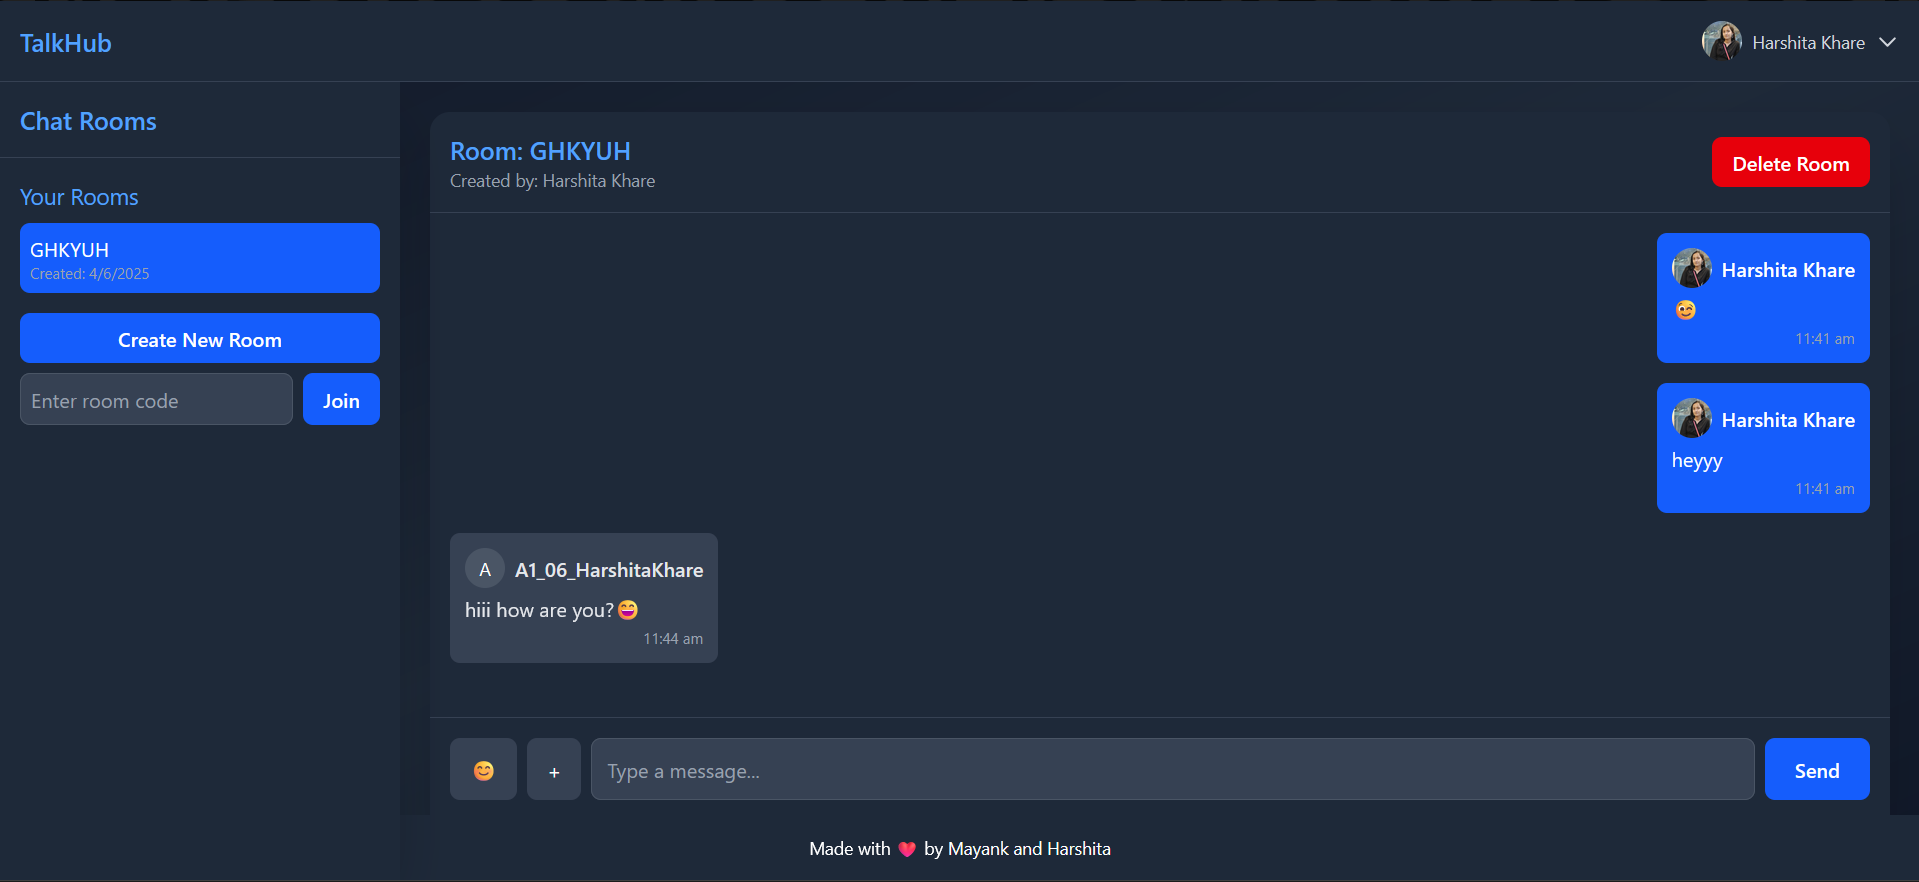 TalkHub
Harshita Khare
Chat Rooms
Your Rooms
GHKYUH
Created: 4/6/2025
Create New Room
Enter room code
Join
Room: GHKYUH
Created by: Harshita Khare
Delete Room
Harshita Khare
😉
11:41 am
Harshita Khare
heyyy
11:41 am
A
A1_06_HarshitaKhare
hiii how are you?😄
11:44 am
😊
+
Type a message...
Send
Made with ❤️ by Mayank and Harshita